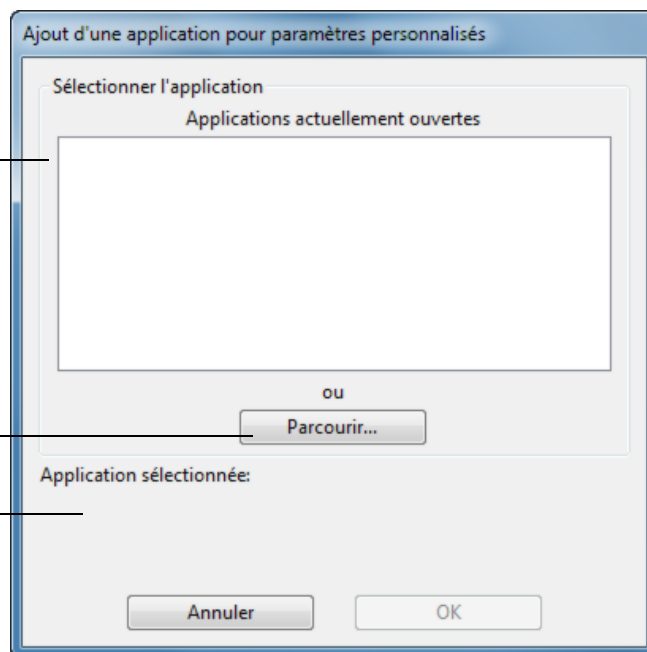 Ajout d'une application pour paramètres personnalisés
Sélectionner l'application
Applications actuellement ouvertes
ou
Parcourir...
Application sélectionnée:
Annuler
OK